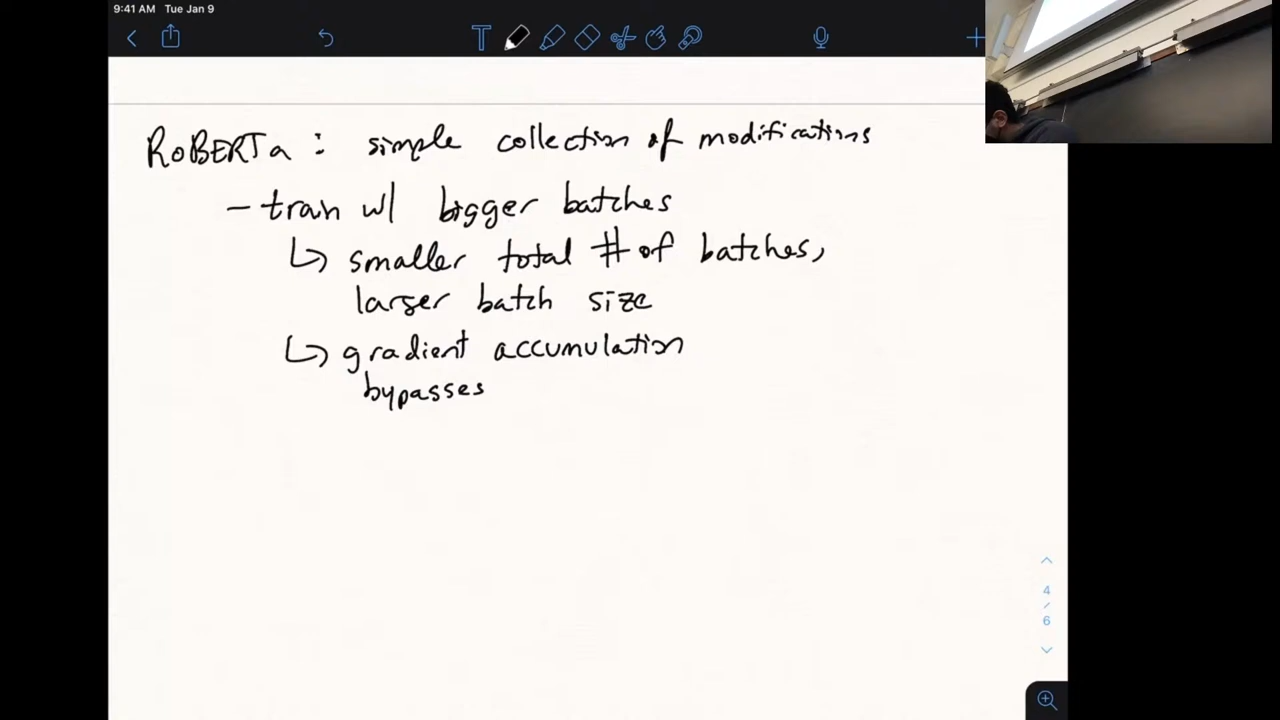 9:41 AM Tue Jan 9
T
RoBERTa : simple collection of modifications
- train w/ bigger batches
↳ smaller total # of batches,
larger batch size
↳ gradient accumulation
bypasses
4
/
6